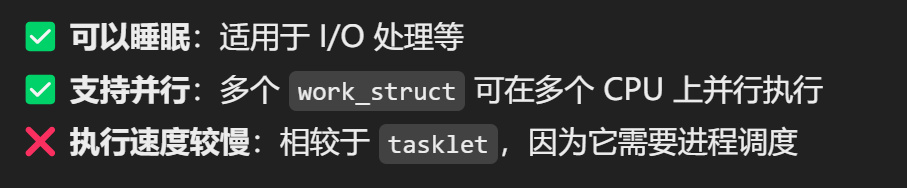 ✅ 可以睡眠：适用于 I/O 处理等
✅ 支持并行：多个 work_struct 可在多个 CPU 上并行执行
❌ 执行速度较慢：相较于 tasklet，因为它需要进程调度